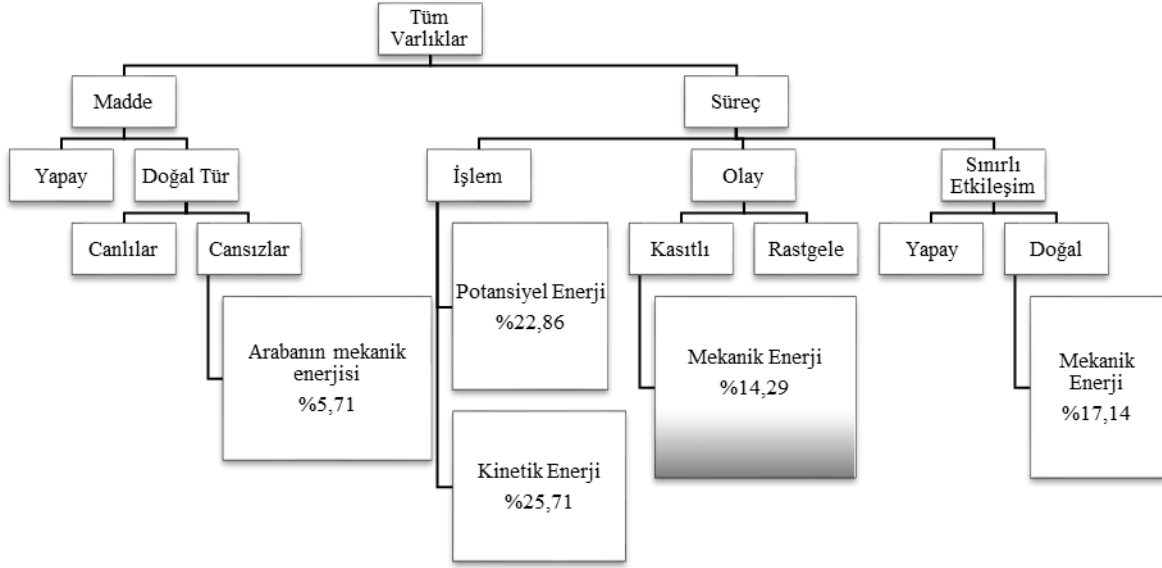 Tüm
Varlıklar
Madde
Süreç
Yapay
Doğal Tür
İşlem
Olay
Sınırlı
Etkileşim
Canlılar
Cansızlar
Kasıtlı
Rastgele
Yapay
Doğal
Arabanın mekanik
enerjisi
%5,71
Potansiyel Enerji
%22,86
Kinetik Enerji
%25,71
Mekanik Enerji
%14,29
Mekanik
Enerji
%17,14